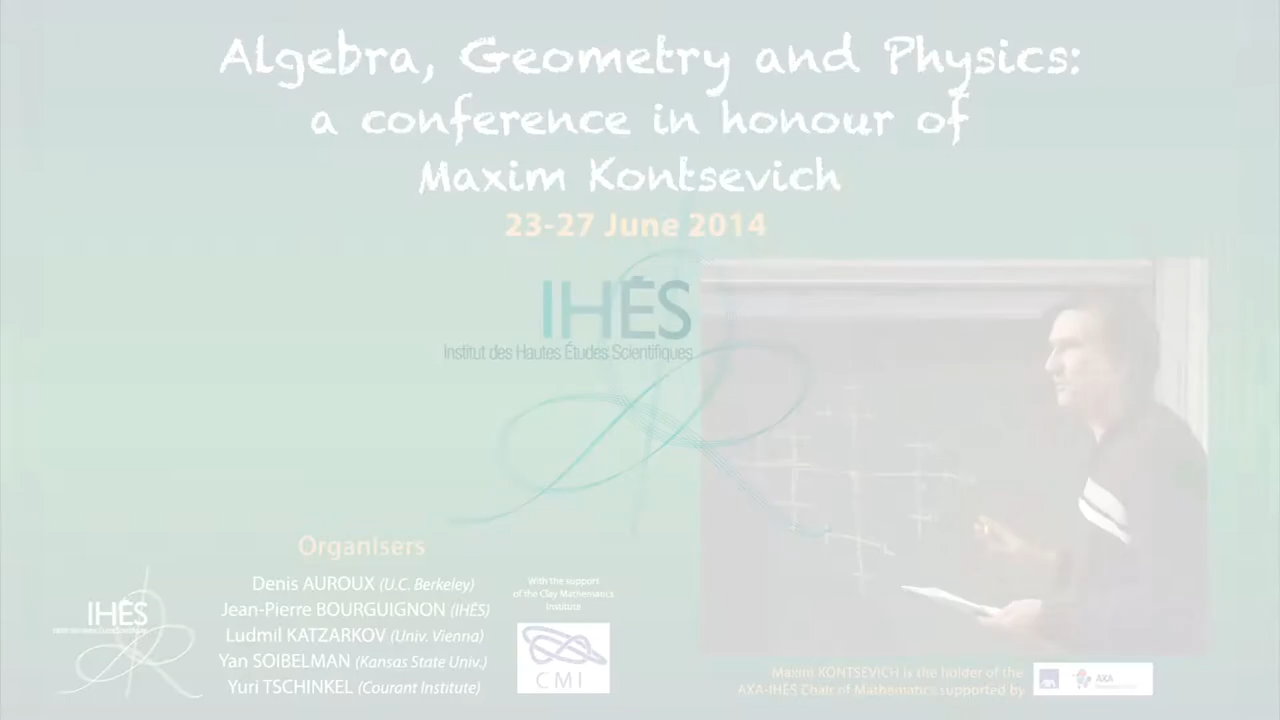 Algebra, Geometry and Physics:
a conference in honour of
Maxim Kontsevich
23-27 June 2014
IHÉS
Institut des Hautes Études Scientifiques
Organisers
Denis AUROUX (U.C. Berkeley)
Jean-Pierre BOURGUIGNON (IHÉS)
Ludmil KATZARKOV (Univ. Vienna)
Yan SOIBELMAN (Kansas State Univ.)
Yuri TSCHINKEL (Courant Institute)
IHÉS
With the support
of the Clay Mathematics
Institute
CMI
Maxim KONTSEVICH is the holder of the
AXA-IHÉS Chair of Mathematics supported by
AXA
AXA